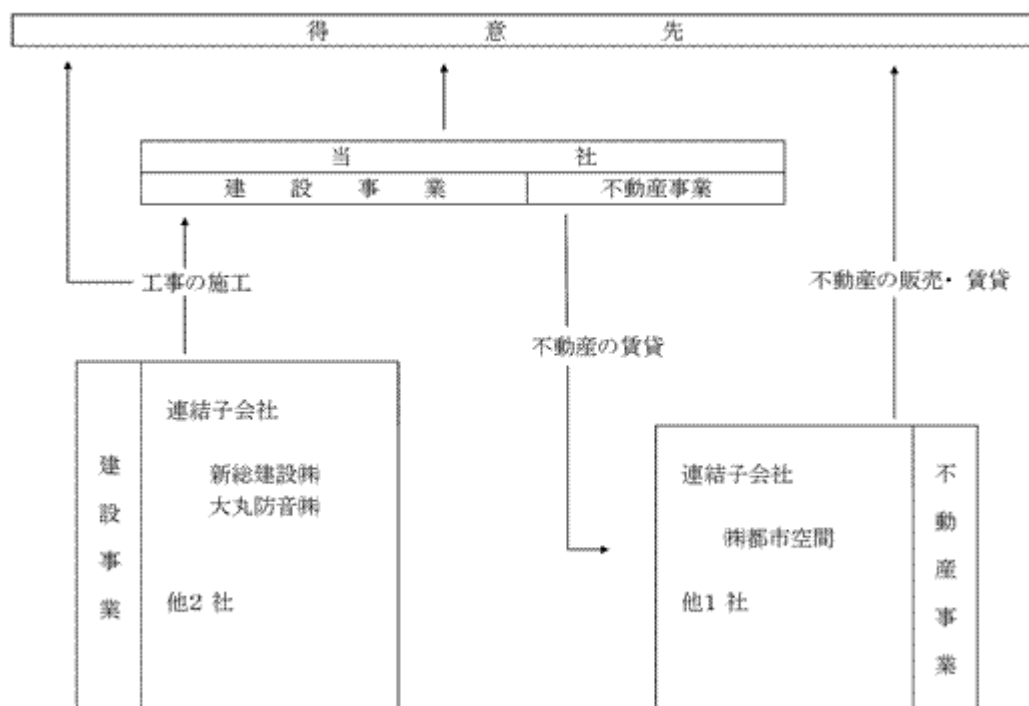 得意先
当社
建設事業 不動産事業
工事の施工
不動産の販売・賃貸
不動産の賃貸
建設事業
連結子会社
新総建設㈱
大丸防音㈱
他2 社
連結子会社
㈱都市空間
他1 社
不動産事業